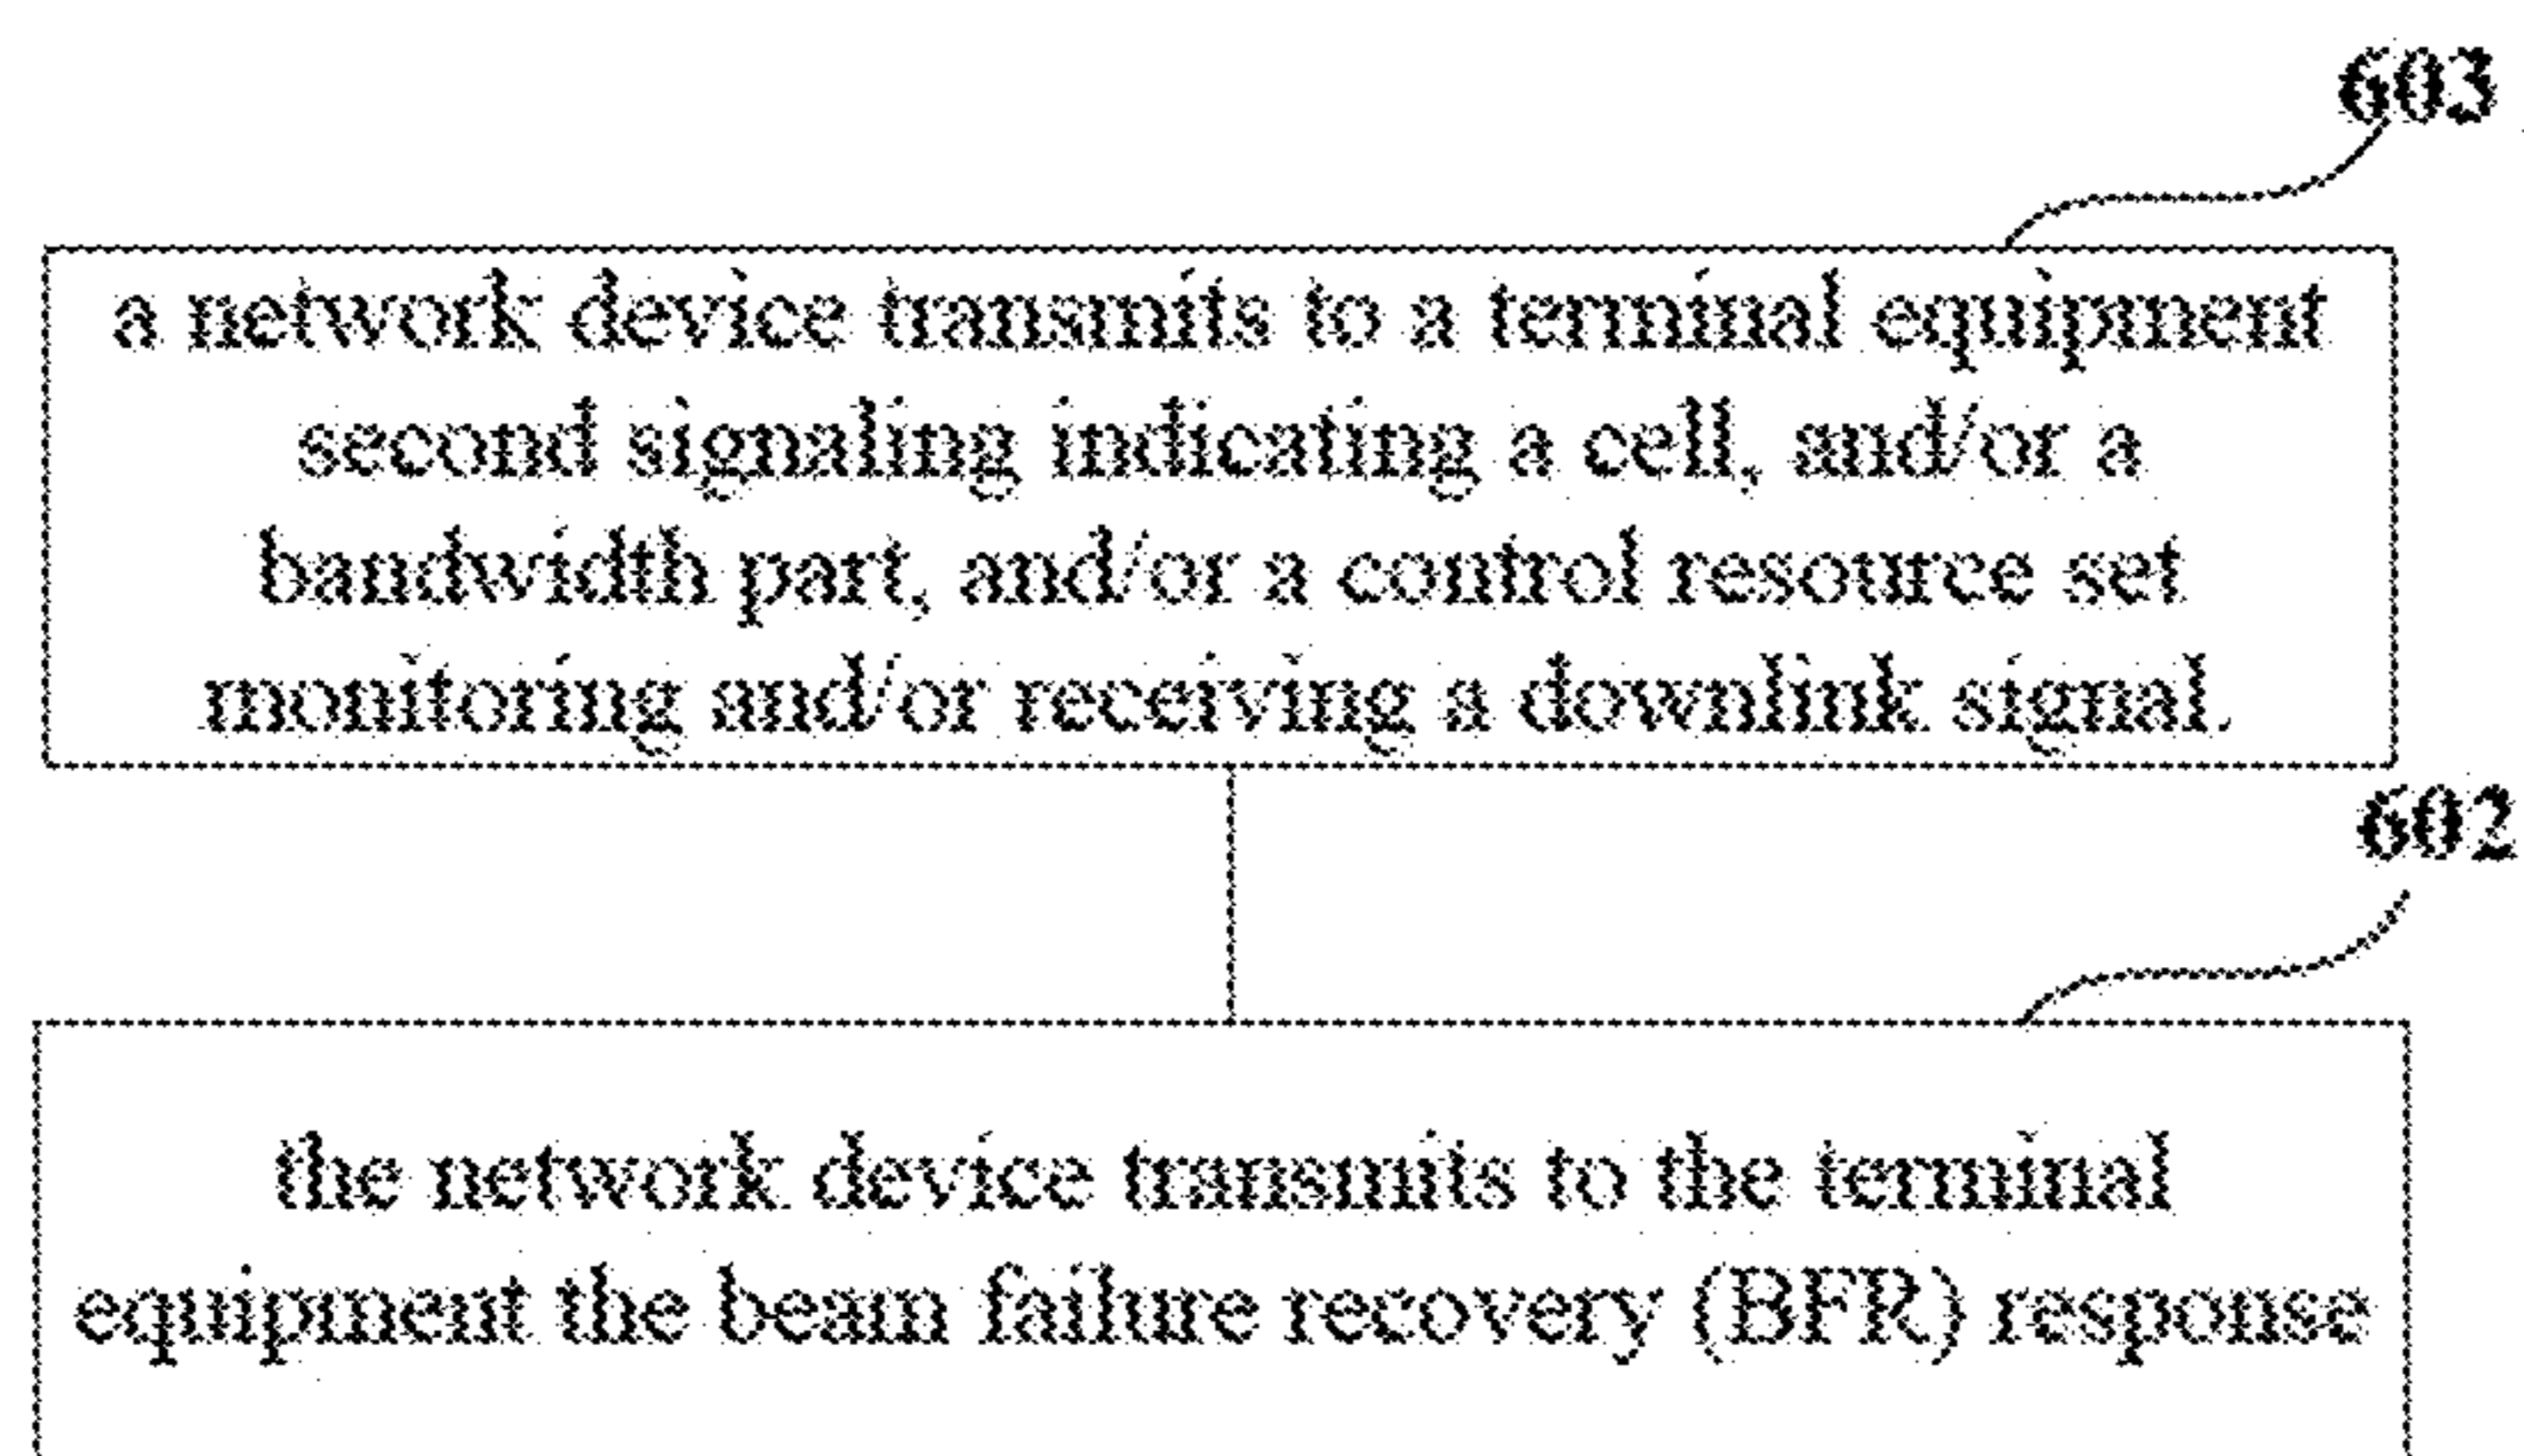 603
a network device transmits to a terminal equipment
second signaling indicating a cell, and/or a
bandwidth part, and/or a control resource set
monitoring and/or receiving a downlink signal.
602
the network device transmits to the terminal
equipment the beam failure recovery (BFR) response